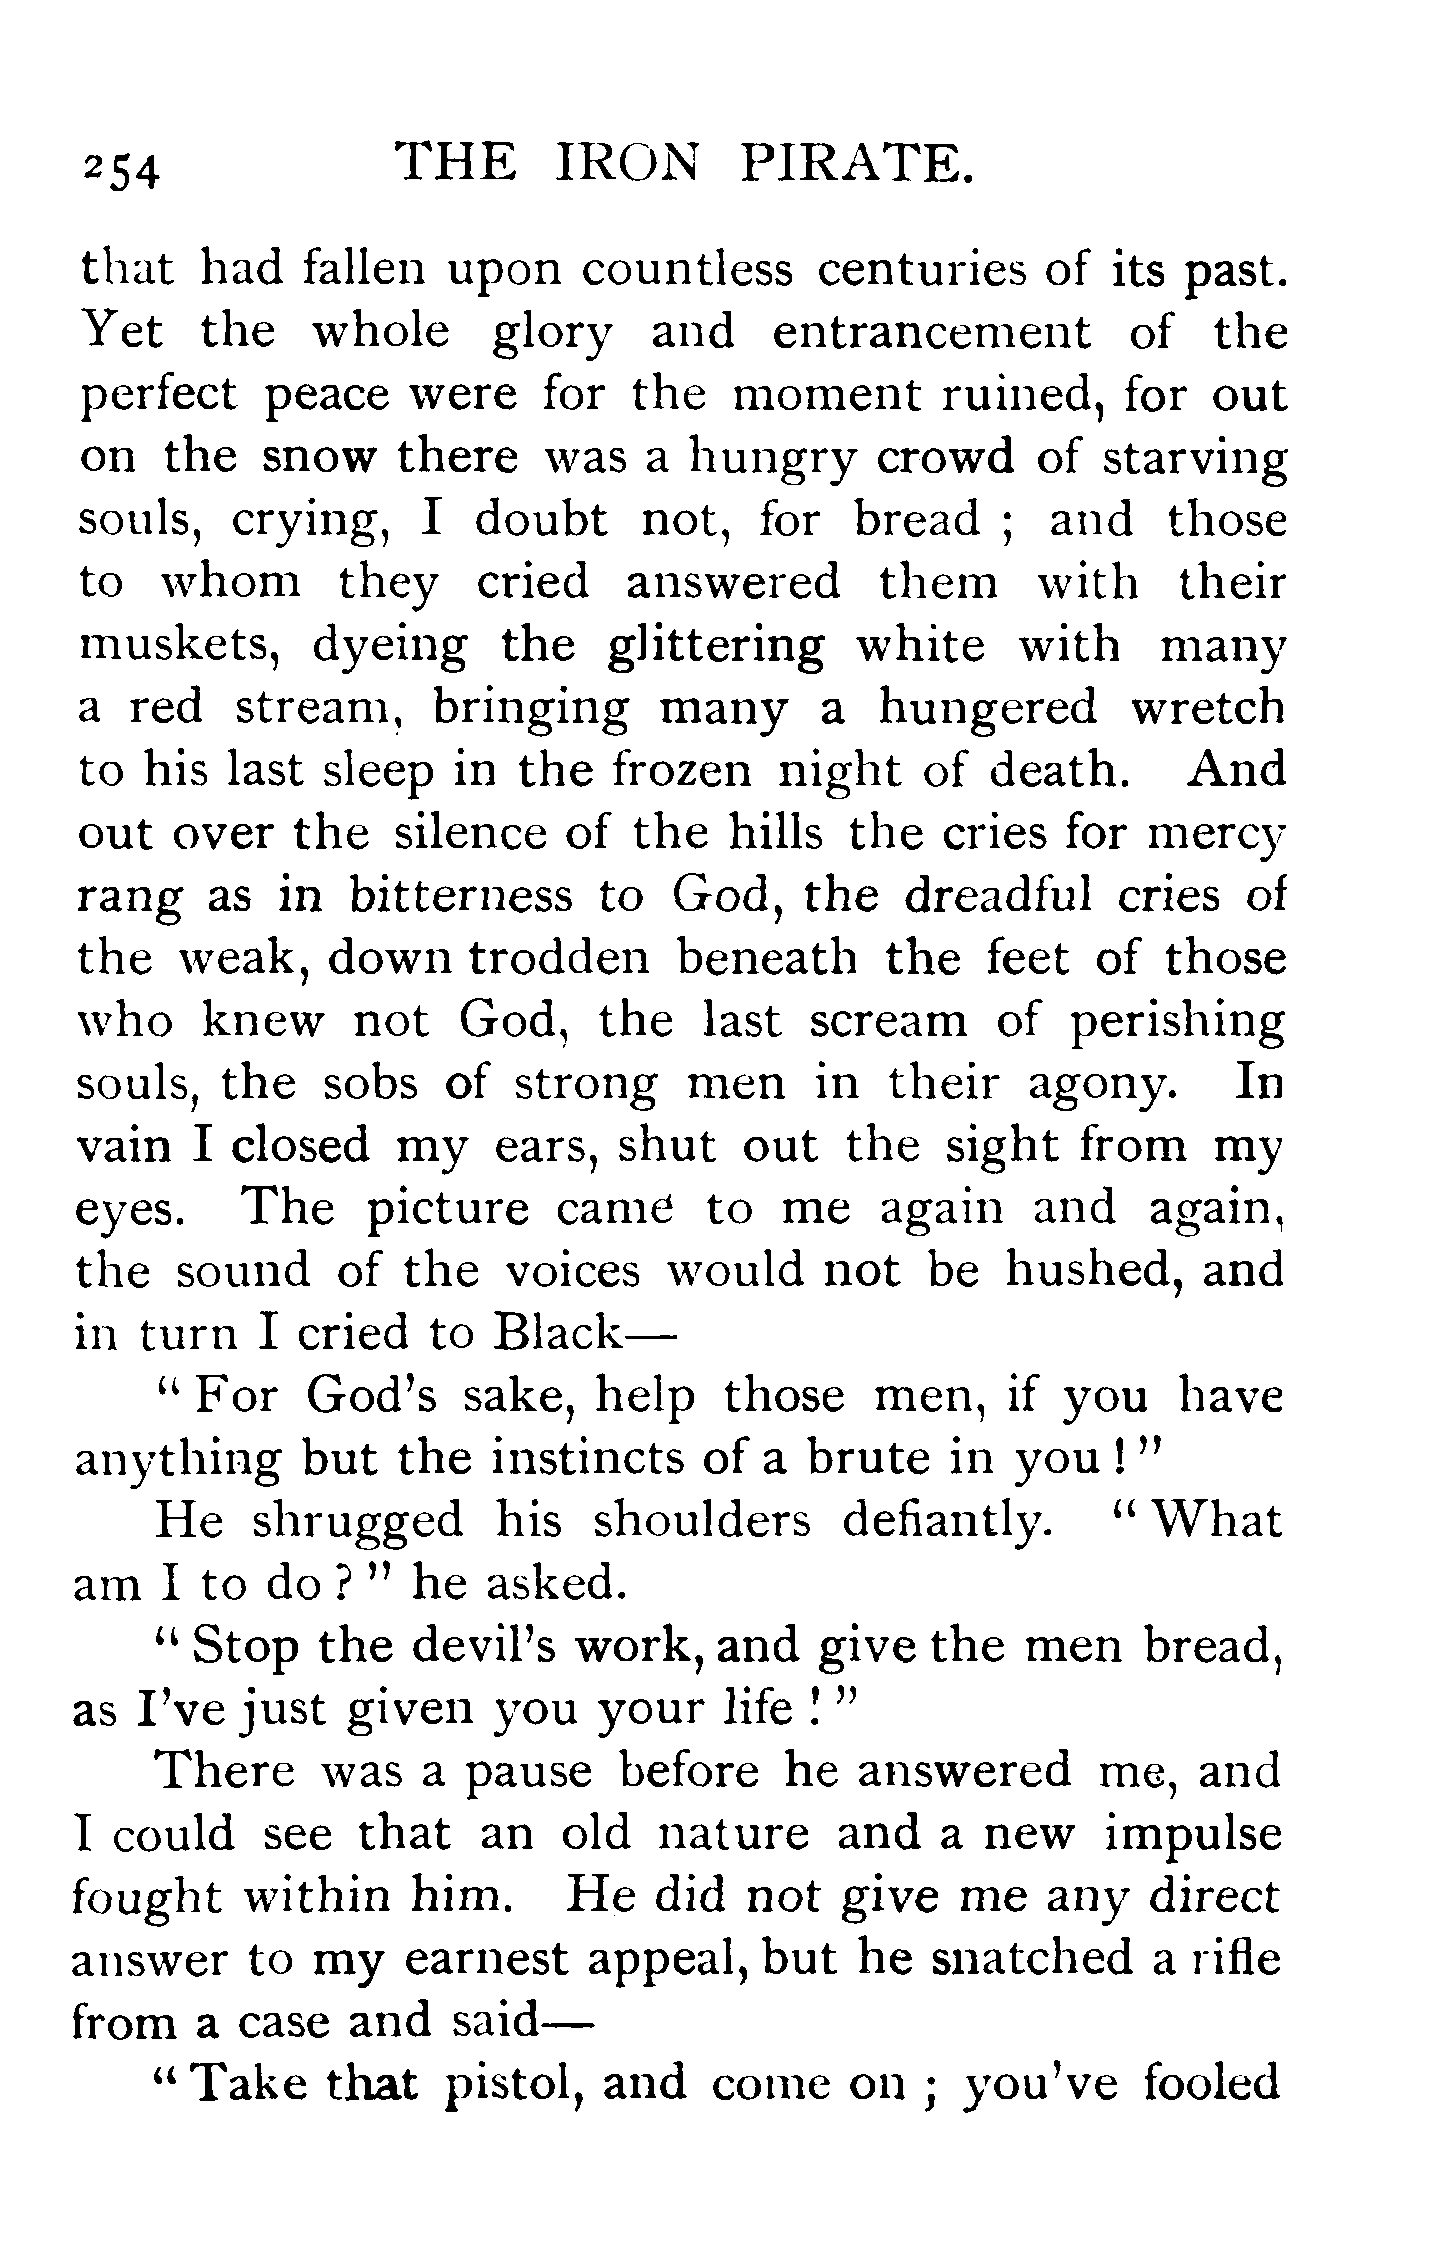 254 THE IRON PIRATE.
that had fallen upon countless centuries of its past.
Yet the whole glory and entrancement of the
perfect peace were for the moment ruined, for out
on the snow there was a hungry crowd of starving
souls, crying, I doubt not, for bread ; and those
to whom they cried answered them with their
muskets, dyeing the glittering white with many
a red stream, bringing many a hungered wretch
to his last sleep in the frozen night of death. And
out over the silence of the hills the cries for mercy
rang as in bitterness to God, the dreadful cries of
the weak, down trodden beneath the feet of those
who knew not God, the last scream of perishing
souls, the sobs of strong men in their agony. In
vain I closed my ears, shut out the sight from my
eyes. The picture came to me again and again,
the sound of the voices would not be hushed, and
in turn I cried to Black—
“ For God’s sake, help those men, if you have
anything but the instincts of a brute in you ! ”
He shrugged his shoulders defiantly. “ What
am I to do ? ” he asked.
“ Stop the devil’s work, and give the men bread,
as I’ve just given you your life ! ”
There was a pause before he answered me, and
I could see that an old nature and a new impulse
fought within him. He did not give me any direct
answer to my earnest appeal, but he snatched a rifle
from a case and said—
“ Take that pistol, and come on ; you’ve fooled